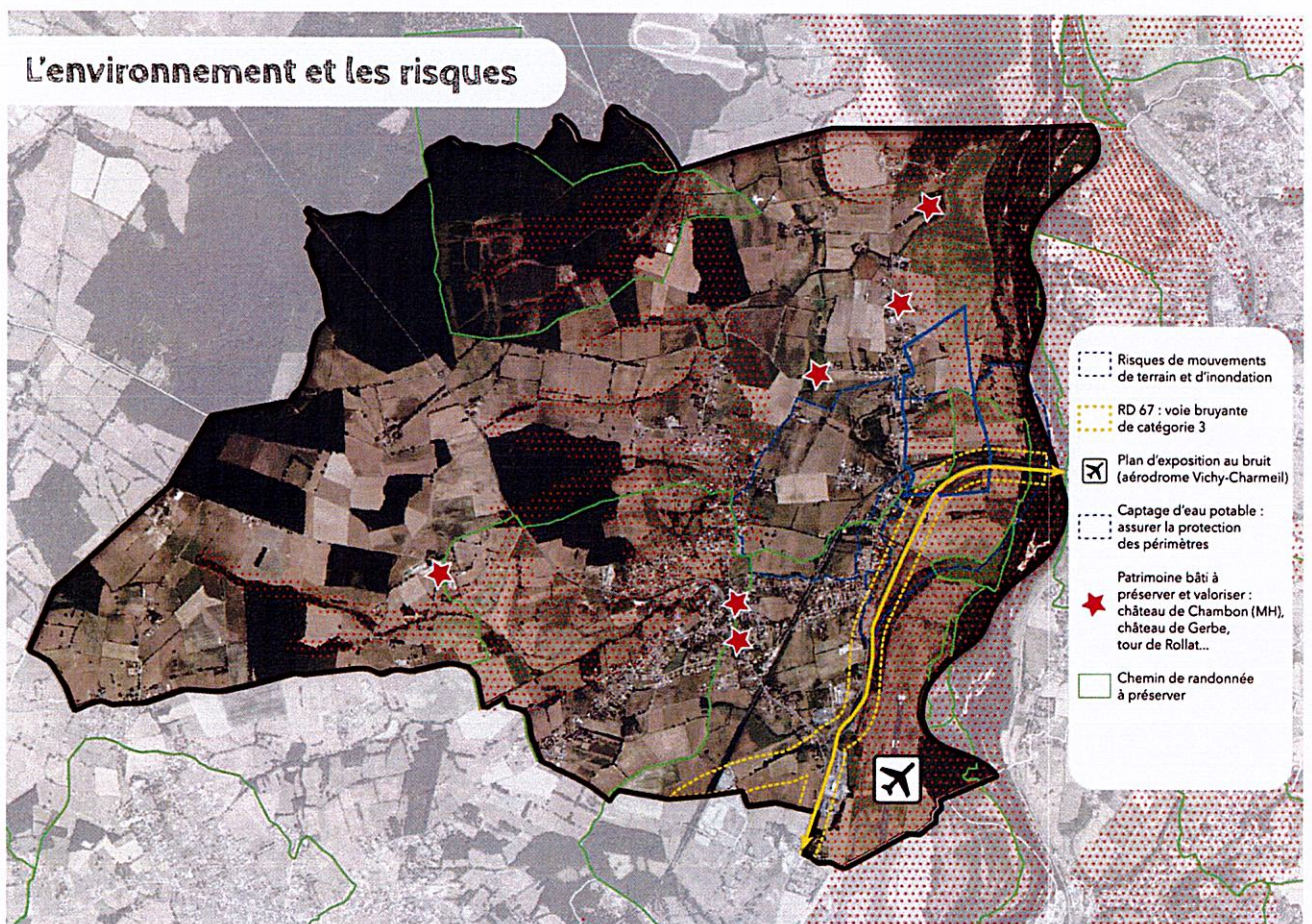 L'environnement et les risques
Risques de mouvements
de terrain et d'inondation
RD 67 : voie bruyante
de catégorie 3
Plan d'exposition au bruit
(aérodrome Vichy-Charmeil)
Captage d'eau potable :
assurer la protection
des périmètres
Patrimoine bâti à
préserver et valoriser :
château de Chambon (MH),
château de Gerbe,
tour de Rollat...
Chemin de randonnée
à préserver